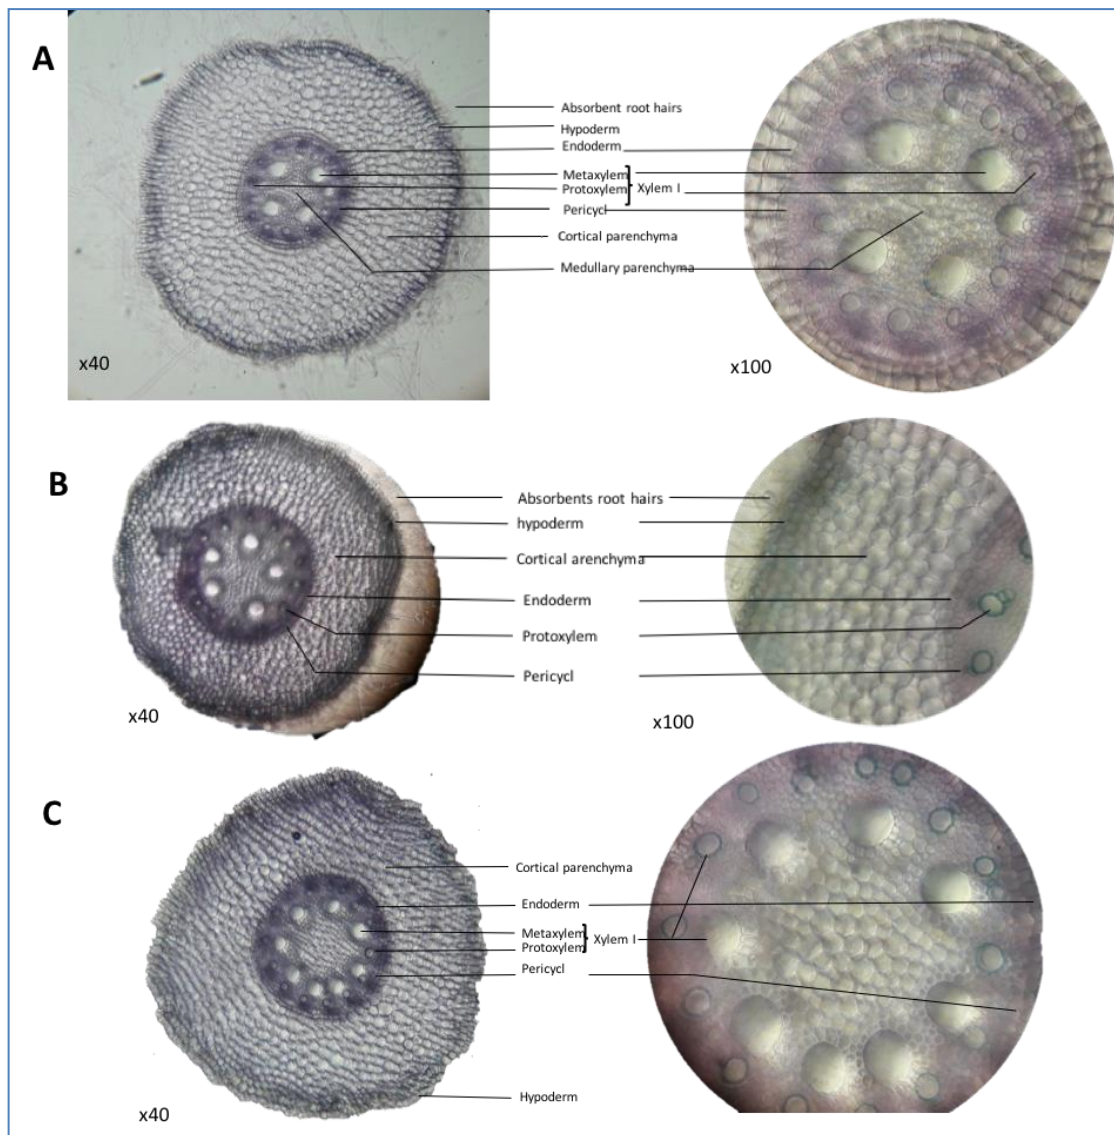 A
Absorbent root hairs
Hypoderm
Endoderm
Metaxylem
Protoxylem
Xylem I
Pericycl
Cortical parenchyma
Medullary parenchyma
x40
x100
B
Absorbents root hairs
hypoderm
Cortical arenchyma
Endoderm
Protoxylem
Pericycl
x40
x100
C
Cortical parenchyma
Endoderm
Metaxylem
Protoxylem
Xylem I
Pericycl
Hypoderm
x40